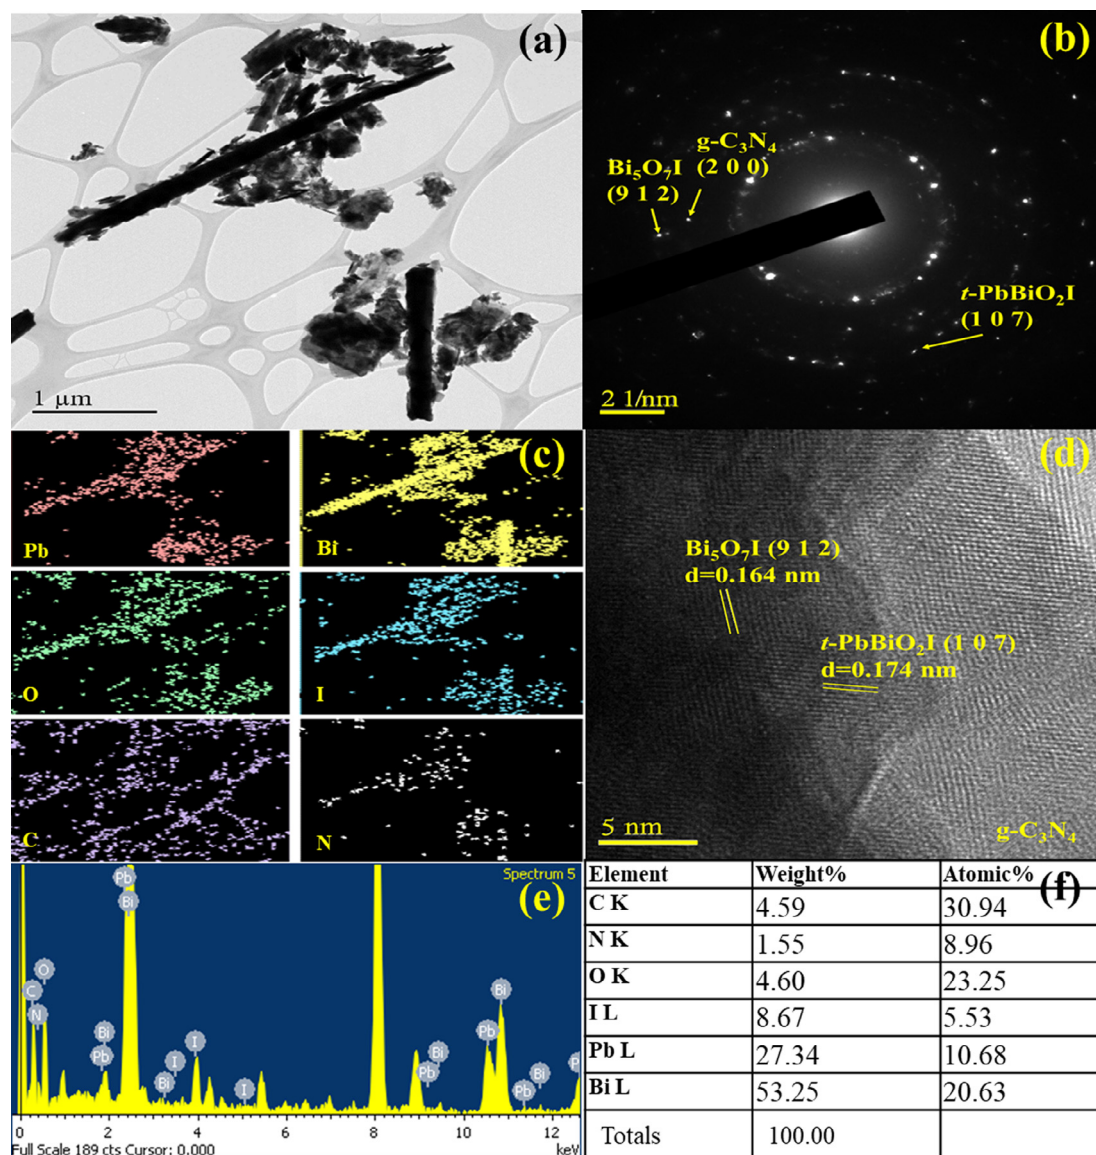 (a)
1 μm
(b)
g-C₃N₄
(2 0 0)
Bi₅O₇I
(9 1 2)
t-PbBiO₂I
(1 0 7)
2 1/nm
(c)
Pb
Bi
O
I
C
N
(d)
Bi₅O₇I (9 1 2)
d=0.164 nm
t-PbBiO₂I (1 0 7)
d=0.174 nm
5 nm
g-C₃N₄
Spectrum 5
(e)
Pb
Bi
O
C
N
Bi
Pb
Bi
I
I
I
Bi
Pb
Bi
Pb
Pb
Bi
P
0 2 4 6 8 10 12
Full Scale 189 cts Cursor: 0.000 keV
(f)
Element Weight% Atomic%
C K 4.59 30.94
N K 1.55 8.96
O K 4.60 23.25
I L 8.67 5.53
Pb L 27.34 10.68
Bi L 53.25 20.63
Totals 100.00